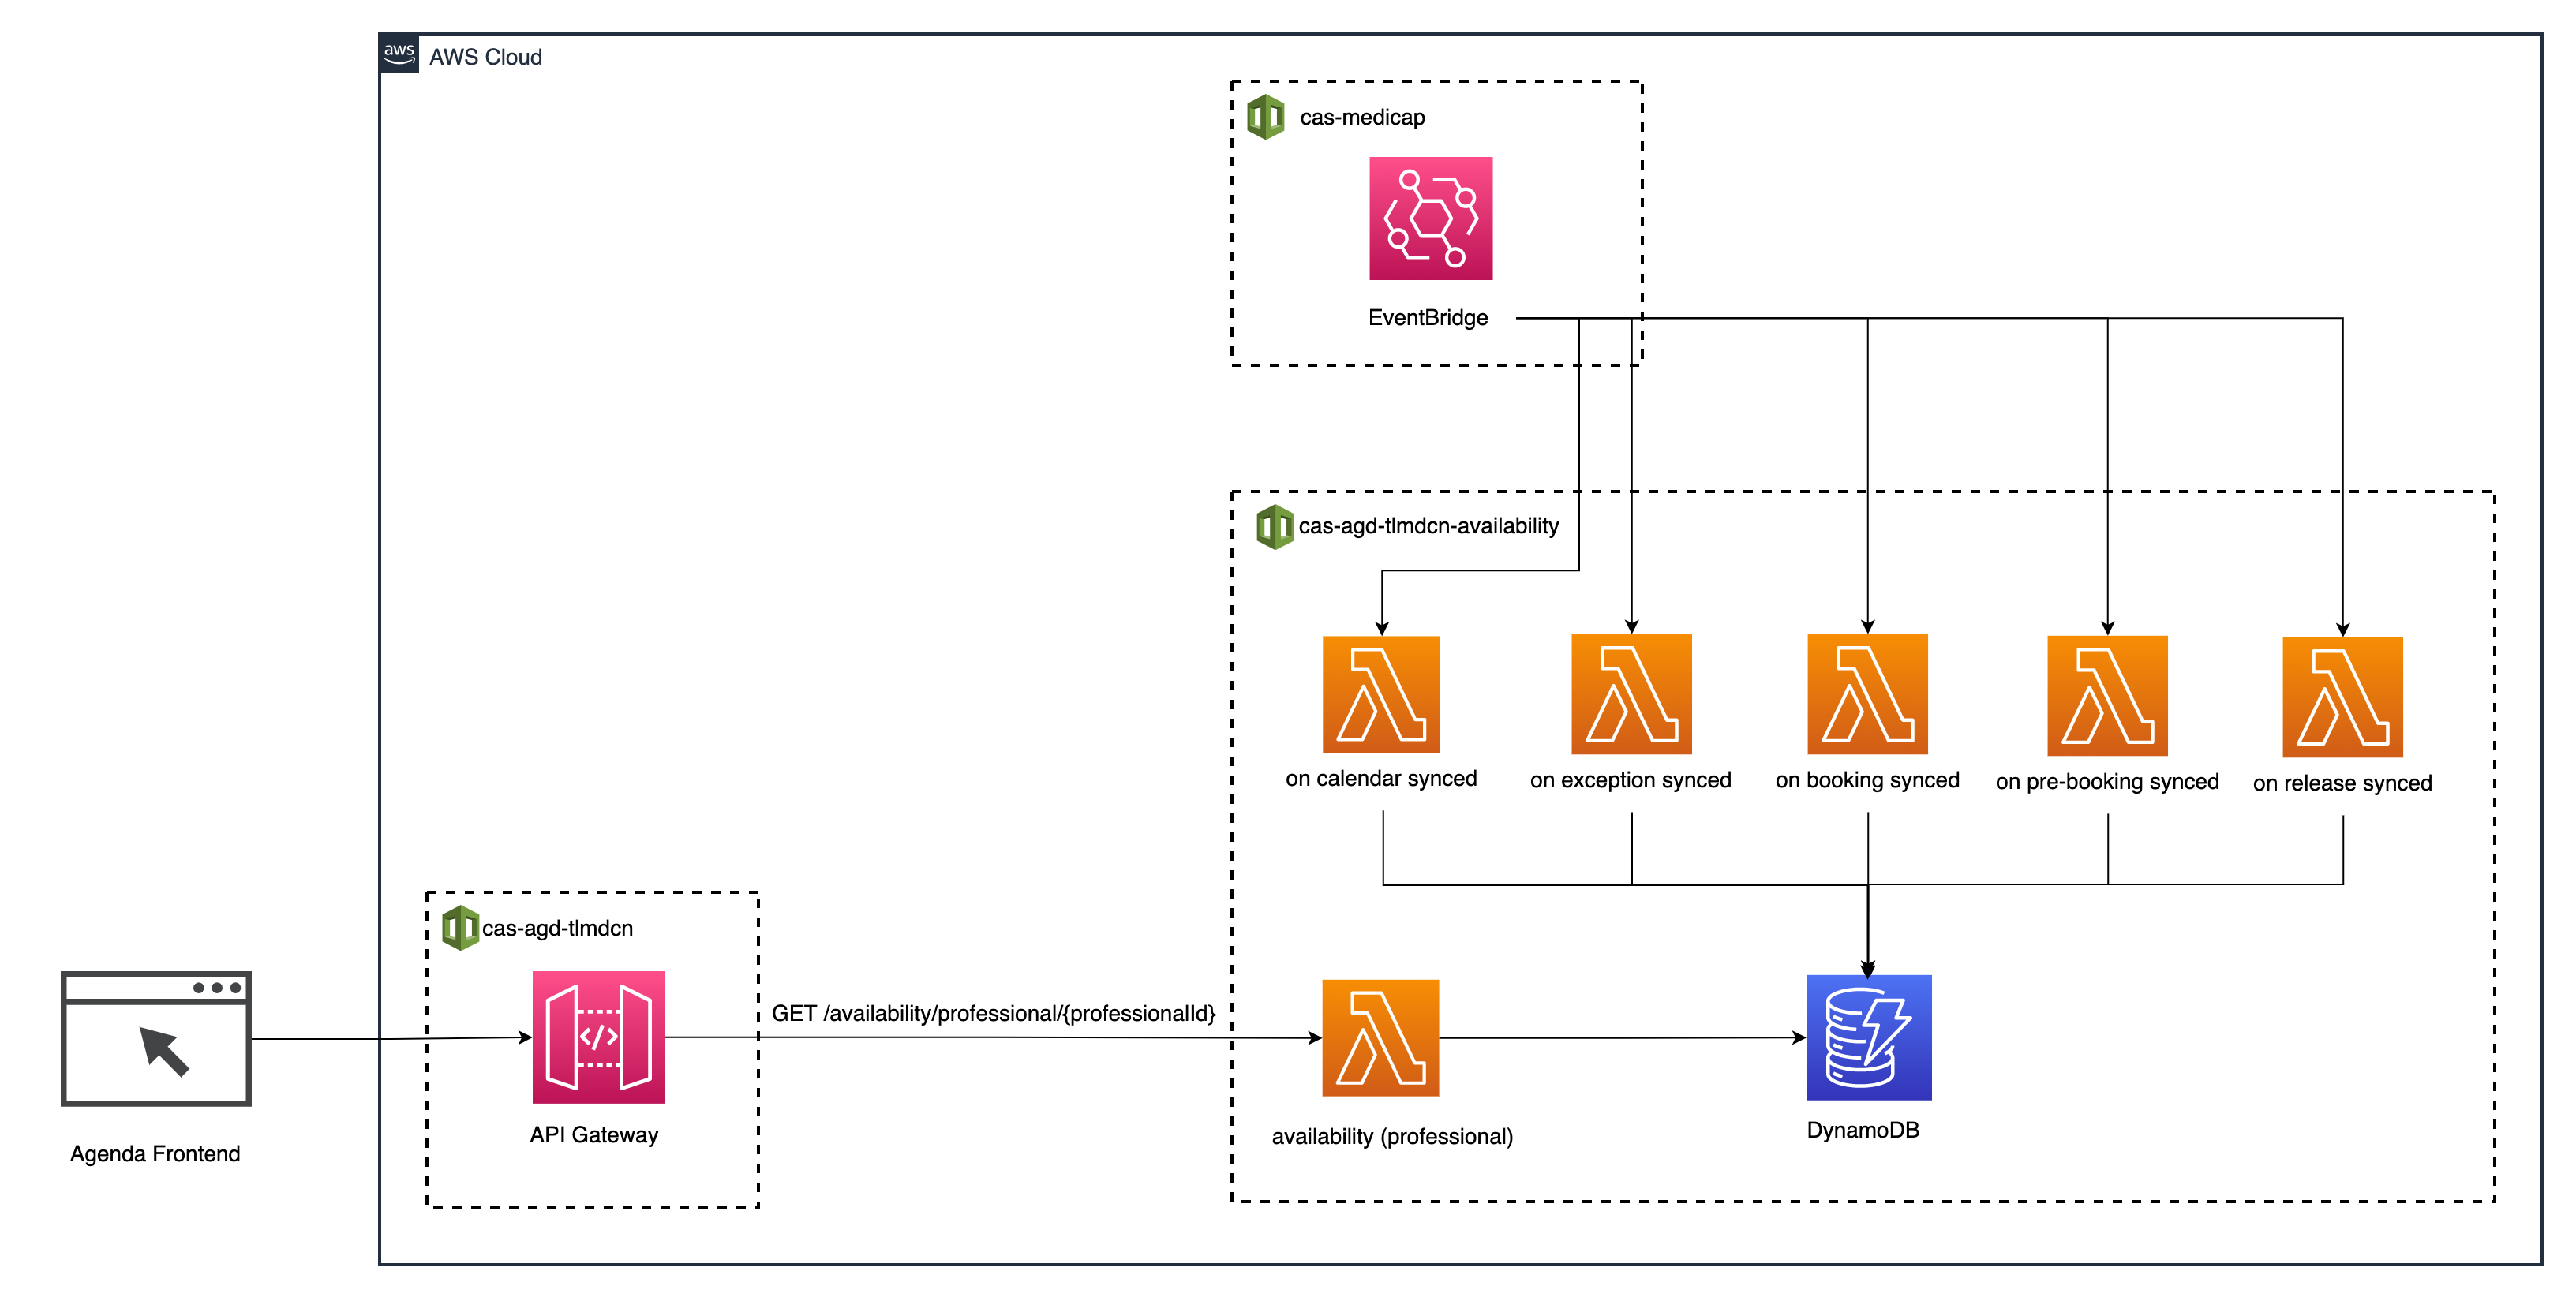 aws
AWS Cloud
cas-medicap
EventBridge
cas-agd-tlmdcn-availability
on calendar synced
on exception synced
on booking synced
on pre-booking synced
on release synced
cas-agd-tlmdcn
GET /availability/professional/{professionalId}
</>
API Gateway
Agenda Frontend
availability (professional)
DynamoDB